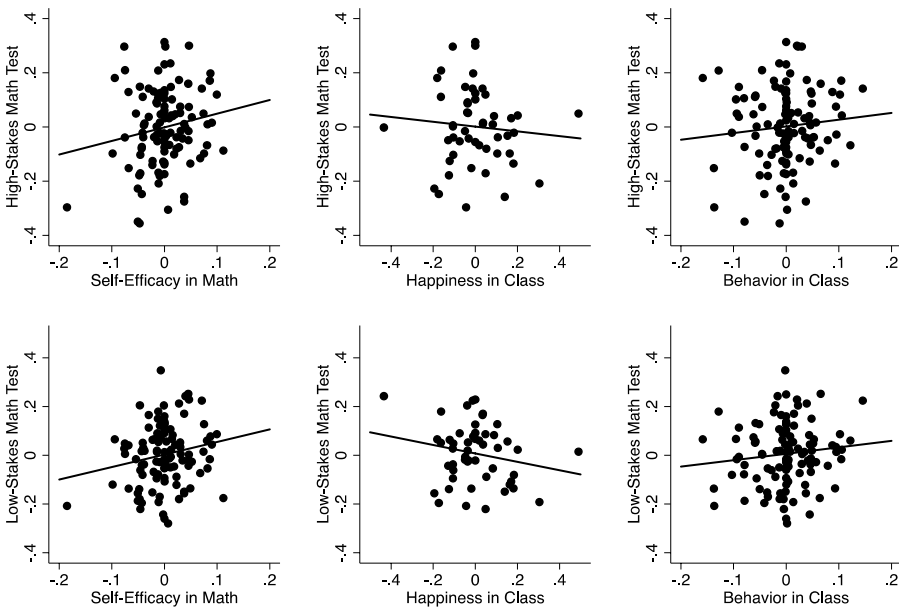 High-Stakes Math Test
.4
.2
0
-.2
-.4
-.2 -.1 0 .1 .2
Self-Efficacy in Math
High-Stakes Math Test
.4
.2
0
-.2
-.4
-.4 -.2 0 .2 .4
Happiness in Class
High-Stakes Math Test
.4
.2
0
-.2
-.4
-.2 -.1 0 .1 .2
Behavior in Class
Low-Stakes Math Test
.4
.2
0
-.2
-.4
-.2 -.1 0 .1 .2
Self-Efficacy in Math
Low-Stakes Math Test
.4
.2
0
-.2
-.4
-.4 -.2 0 .2 .4
Happiness in Class
Low-Stakes Math Test
.4
.2
0
-.2
-.4
-.2 -.1 0 .1 .2
Behavior in Class